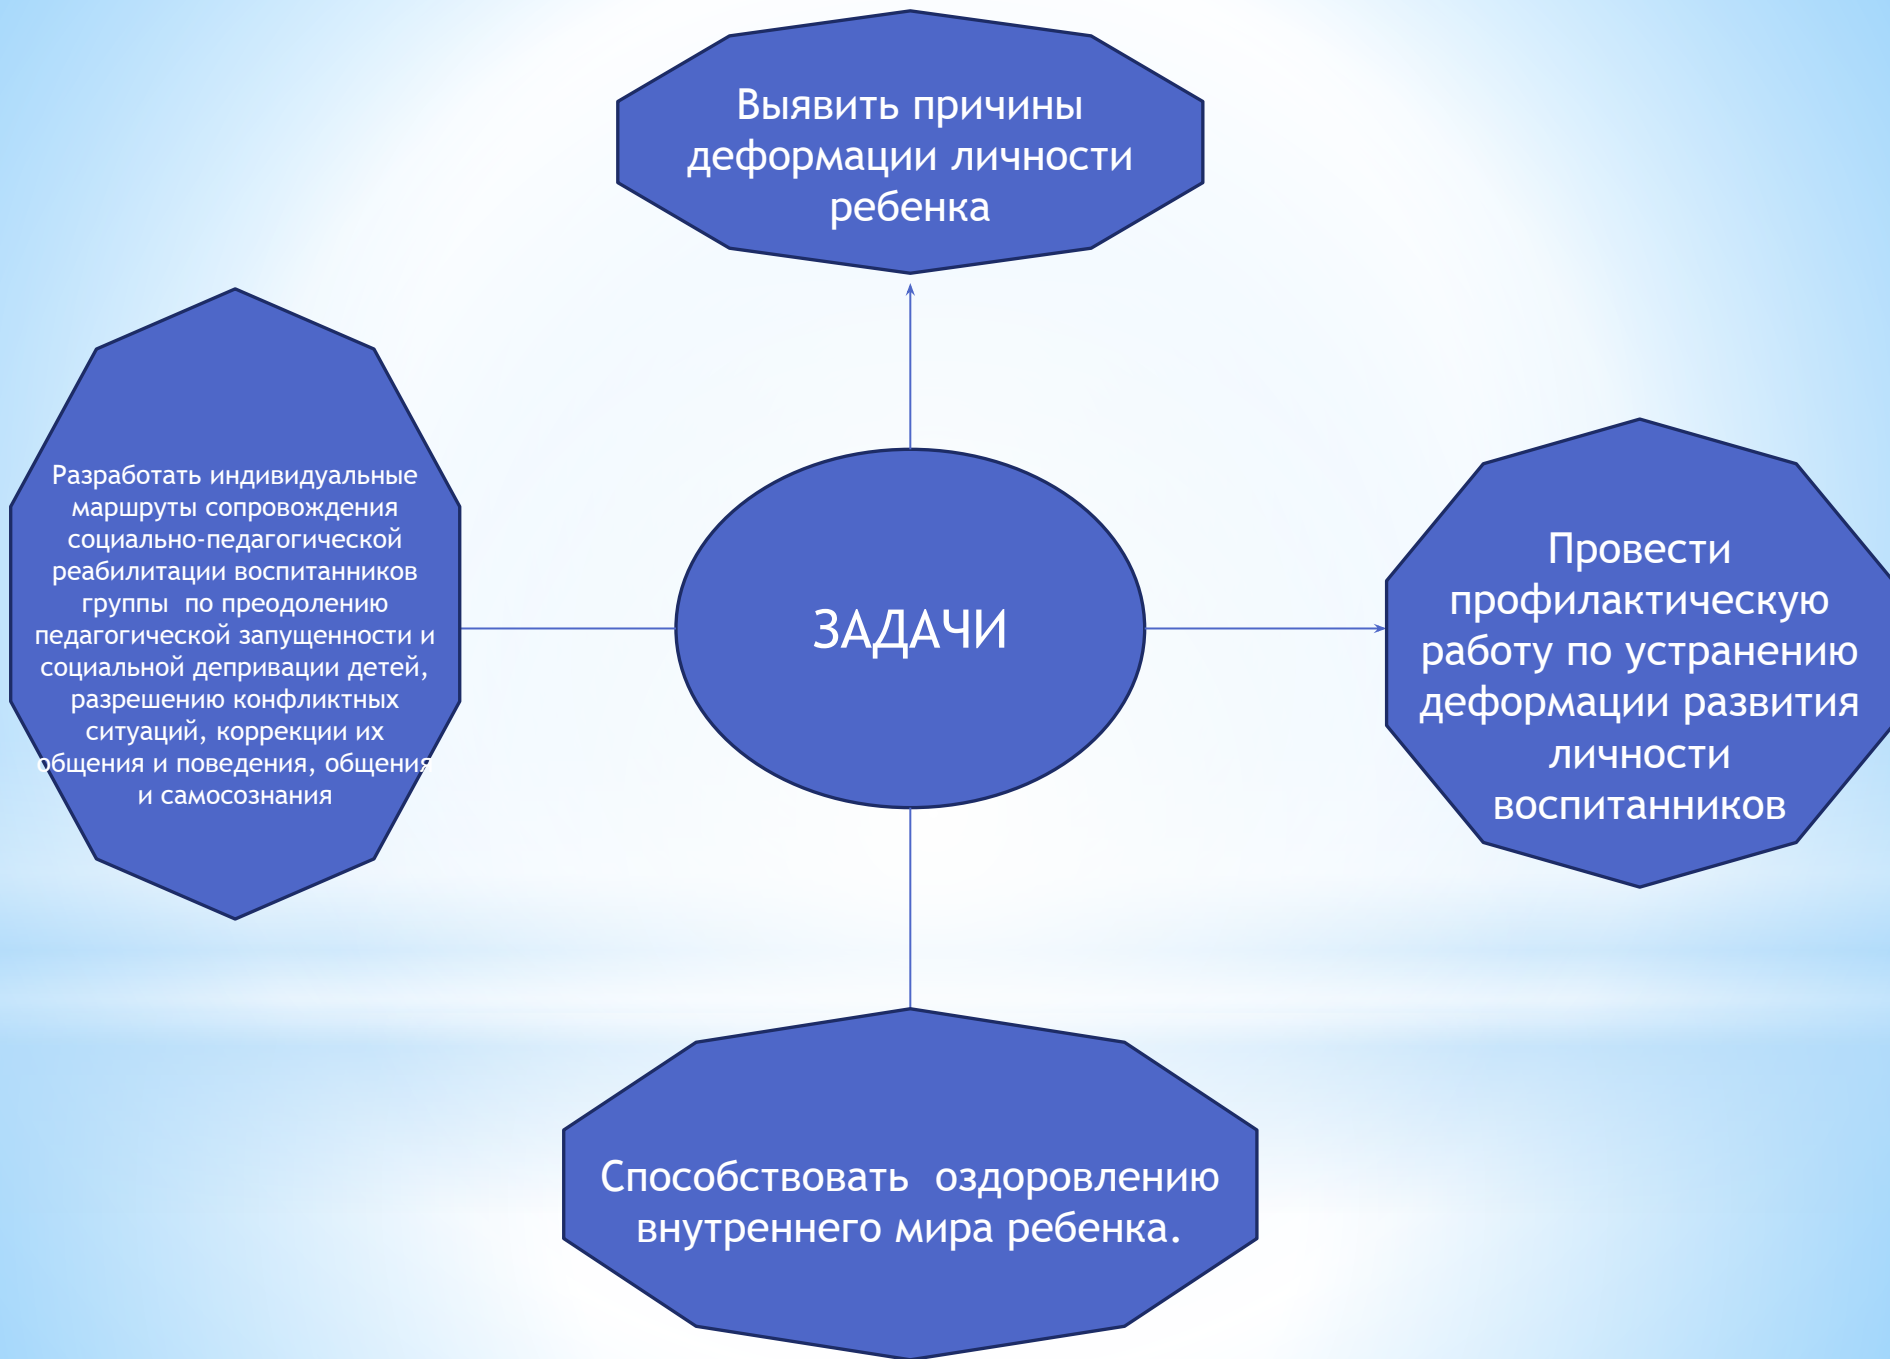 Выявить причины
деформации личности
ребенка
Разработать индивидуальные
маршруты сопровождения
социально-педагогической
реабилитации воспитанников
группы  по преодолению
педагогической запущенности и
социальной депривации детей,
разрешению конфликтных
ситуаций, коррекции их
общения и поведения, общения
и самосознания
ЗАДАЧИ
Провести
профилактическую
работу по устранению
деформации развития
личности
воспитанников
Способствовать  оздоровлению
внутреннего мира ребенка.